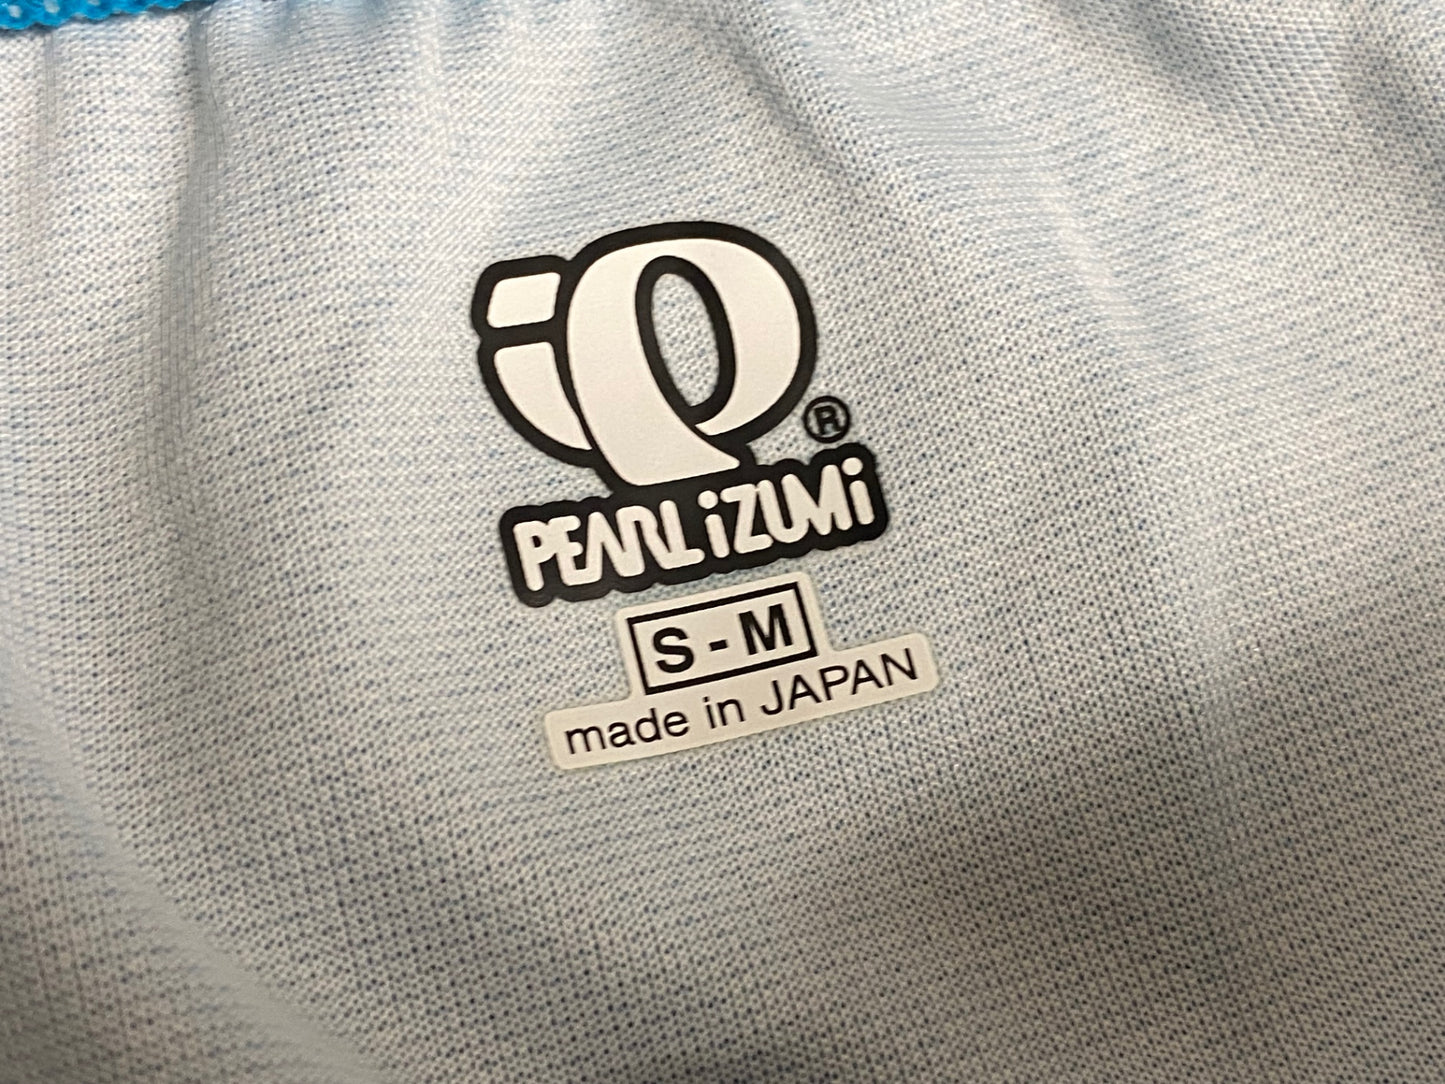 ®
PEARL iZUMi
S - M
made in JAPAN